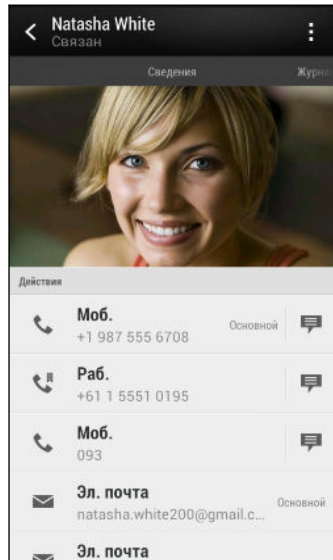 Natasha White
Связан
Сведения Журна
Действия
Моб.
+1 987 555 6708 Основной
Раб.
+61 1 5551 0195
Моб.
093
Эл. почта
natasha.white200@gmail.c... Основной
Эл. почта